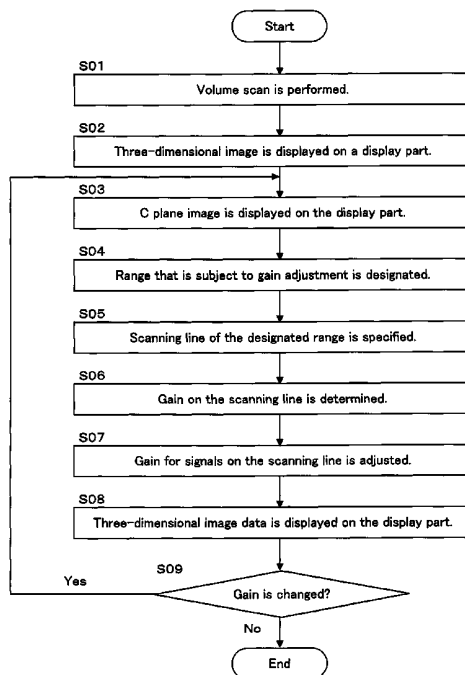 Start
S01
Volume scan is performed.
S02
Three-dimensional image is displayed on a display part.
S03
C plane image is displayed on the display part.
S04
Range that is subject to gain adjustment is designated.
S05
Scanning line of the designated range is specified.
S06
Gain on the scanning line is determined.
S07
Gain for signals on the scanning line is adjusted.
S08
Three-dimensional image data is displayed on the display part.
S09
Yes
Gain is changed?
No
End